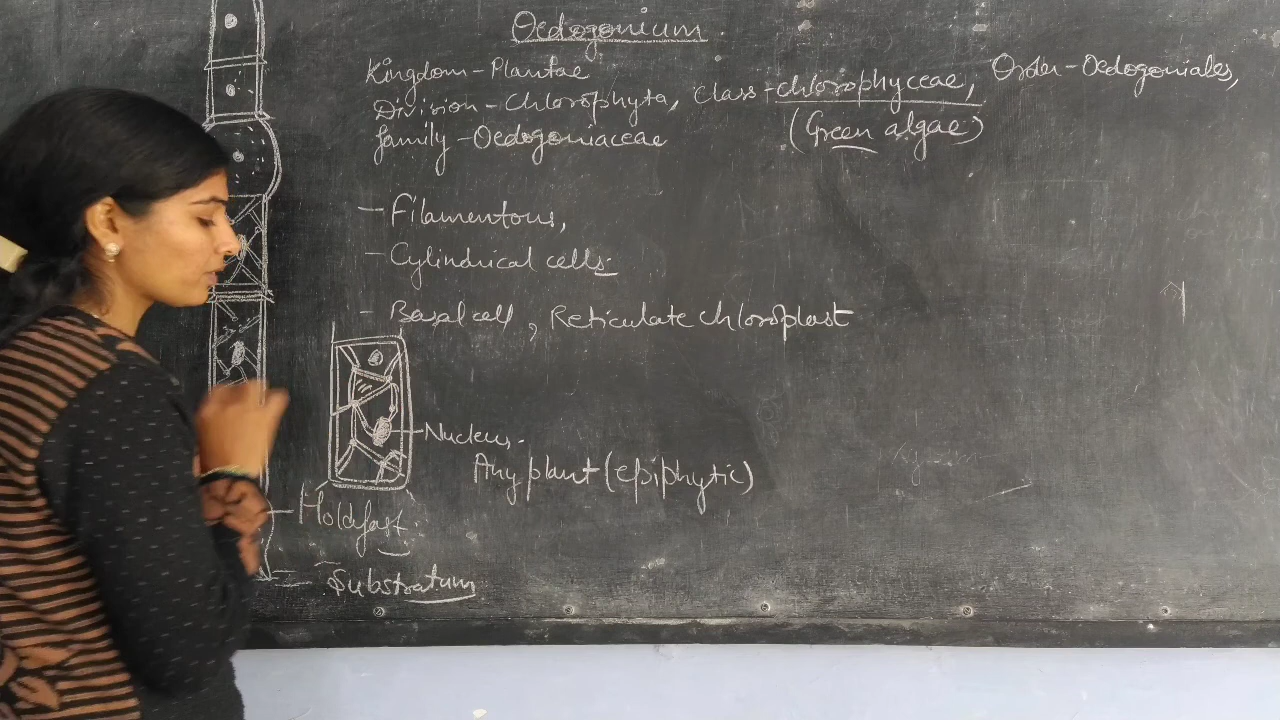 Oedogonium.
Kingdom - Plantae
Division - Chlorophyta, Class - chlorophyceae, Order - Oedogoniales,
(Green algae)
family - Oedogoniaceae
- Filamentous,
- Cylindrical cells:
- Basal cell, Reticulate chloroplast
Nucleus.
Any plant (epiphytic)
Holdfast.
Substratum